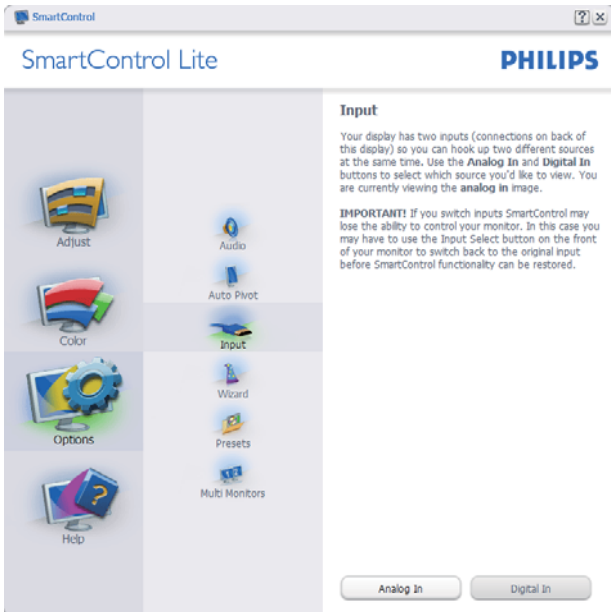 SmartControl
SmartControl Lite
PHILIPS
Adjust
Color
Options
Help
Audio
Auto Pivot
Input
Wizard
Presets
Multi Monitors
Input
Your display has two inputs (connections on back of
this display) so you can hook up two different sources
at the same time. Use the Analog In and Digital In
buttons to select which source you'd like to view. You
are currently viewing the analog in image.
IMPORTANT! If you switch inputs SmartControl may
lose the ability to control your monitor. In this case you
may have to use the Input Select button on the front
of your monitor to switch back to the original input
before SmartControl functionality can be restored.
Analog In
Digital In